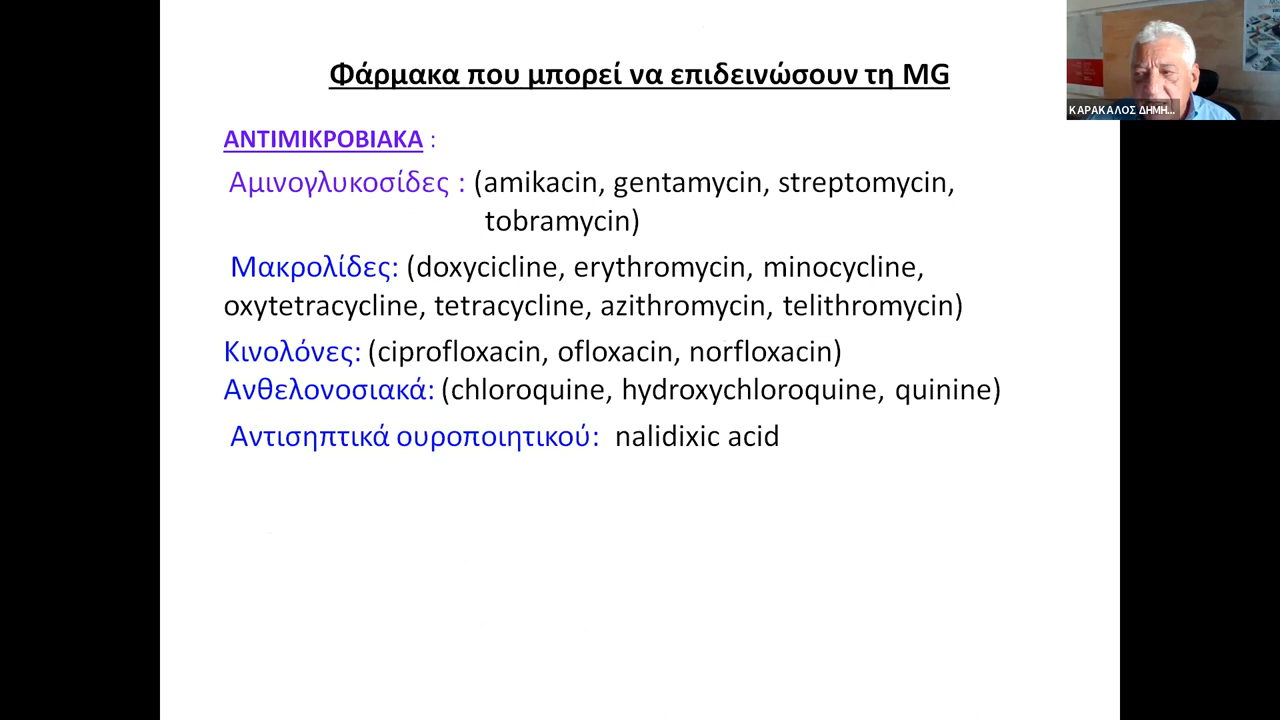 Φάρμακα που μπορεί να επιδεινώσουν τη MG
ΚΑΡΑΚΑΛΟΣ ΔΗΜΗ...
ΑΝΤΙΜΙΚΡΟΒΙΑΚΑ :
Αμινογλυκοσίδες : (amikacin, gentamycin, streptomycin,
tobramycin)
Μακρολίδες: (doxycicline, erythromycin, minocycline,
oxytetracycline, tetracycline, azithromycin, telithromycin)
Κινολόνες: (ciprofloxacin, ofloxacin, norfloxacin)
Ανθελονοσιακά: (chloroquine, hydroxychloroquine, quinine)
Αντισηπτικά ουροποιητικού: nalidixic acid